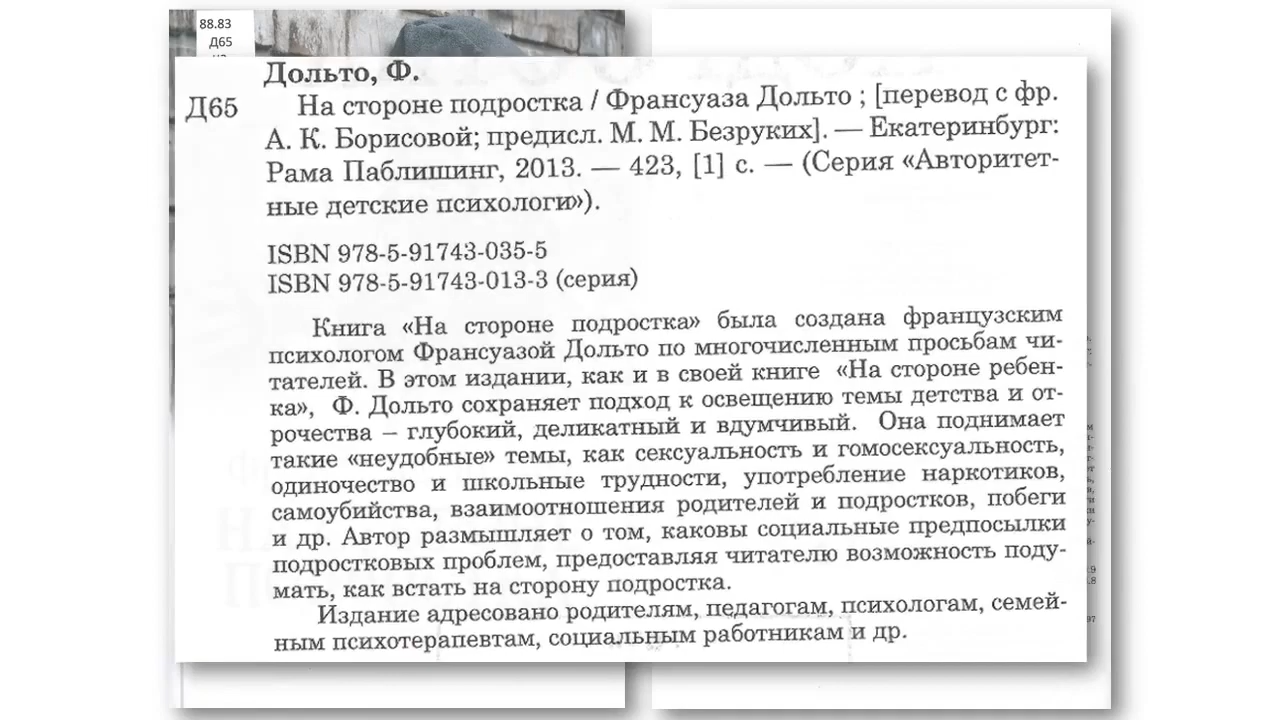 88.83
Д65
Дольто, Ф.
Д65
На стороне подростка / Франсуаза Дольто ; [перевод с фр.
А. К. Борисовой; предисл. М. М. Безруких]. — Екатеринбург:
Рама Паблишинг, 2013. — 423, [1] с. — (Серия «Авторитет-
ные детские психологи»).
ISBN 978-5-91743-035-5
ISBN 978-5-91743-013-3 (серия)
Книга «На стороне подростка» была создана французским
психологом Франсуазой Дольто по многочисленным просьбам чи-
тателей. В этом издании, как и в своей книге «На стороне ребен-
ка», Ф. Дольто сохраняет подход к освещению темы детства и от-
рочества – глубокий, деликатный и вдумчивый. Она поднимает
такие «неудобные» темы, как сексуальность и гомосексуальность,
одиночество и школьные трудности, употребление наркотиков,
самоубийства, взаимоотношения родителей и подростков, побеги
и др. Автор размышляет о том, каковы социальные предпосылки
подростковых проблем, предоставляя читателю возможность поду-
мать, как встать на сторону подростка.
Издание адресовано родителям, педагогам, психологам, семей-
ным психотерапевтам, социальным работникам и др.